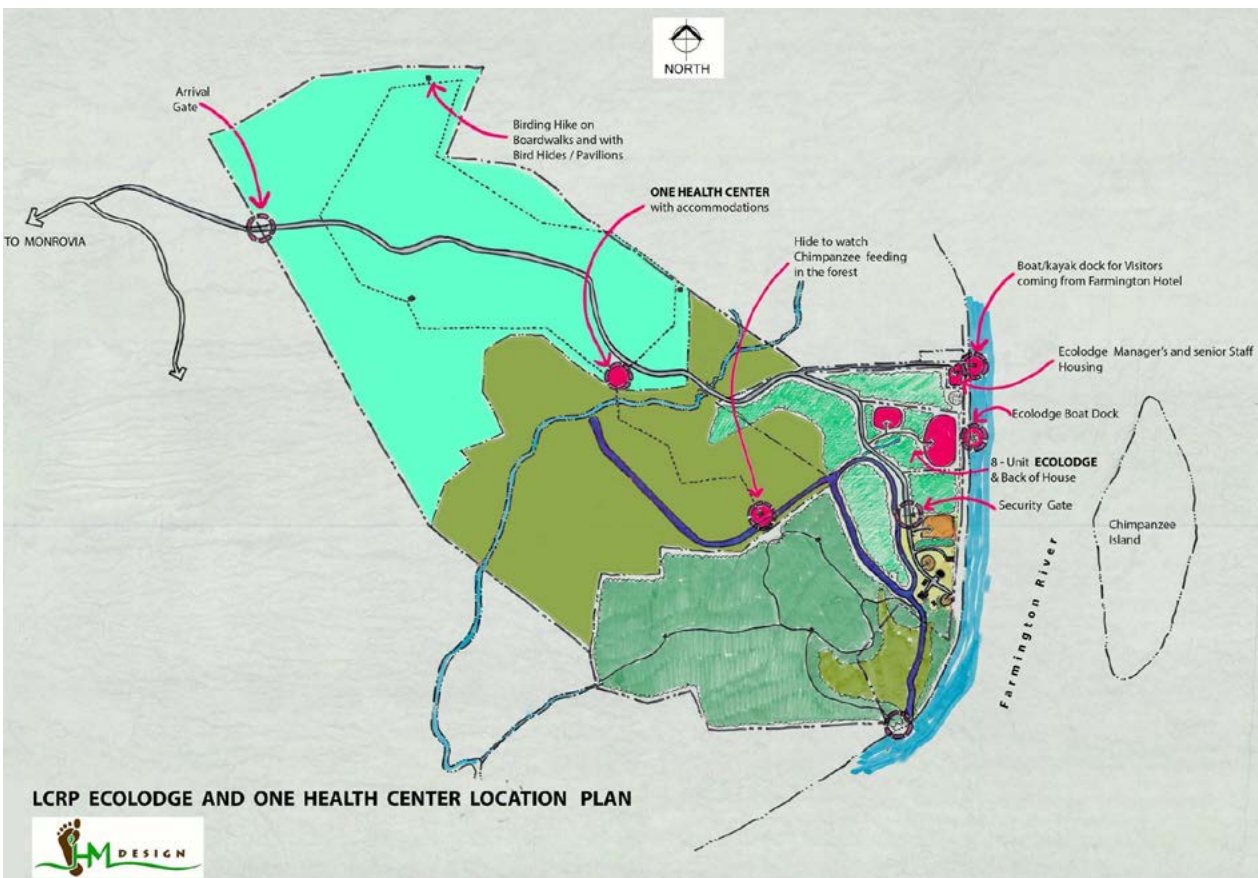 NORTH
Arrival
Gate
Birding Hike on
Boardwalks and with
Bird Hides / Pavilions
ONE HEALTH CENTER
with accommodations
TO MONROVIA
Hide to watch
Chimpanzee feeding
in the forest
Boat/kayak dock for Visitors
coming from Farmington Hotel
Ecolodge Manager's and senior Staff
Housing
Ecolodge Boat Dock
8 - Unit ECOLODGE
& Back of House
Security Gate
Chimpanzee
Island
Farmington River
LCRP ECOLODGE AND ONE HEALTH CENTER LOCATION PLAN
HM DESIGN